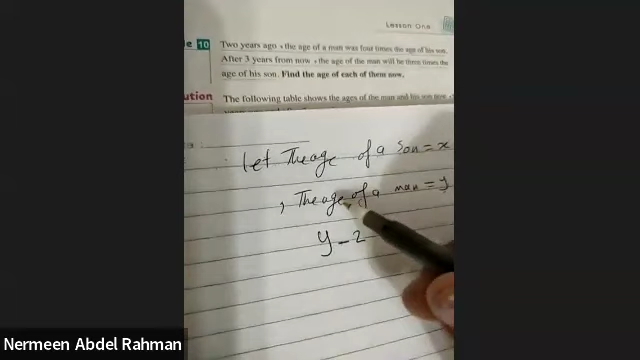 Lesson One
10 Two years ago , the age of a man was four times the age of his son.
After 3 years from now , the age of the man will be three times the
age of his son. Find the age of each of them now.
ution The following table shows the ages of the man and his son now
let The age of a son = x
, The age of a man = y
y - 2
Nermeen Abdel Rahman